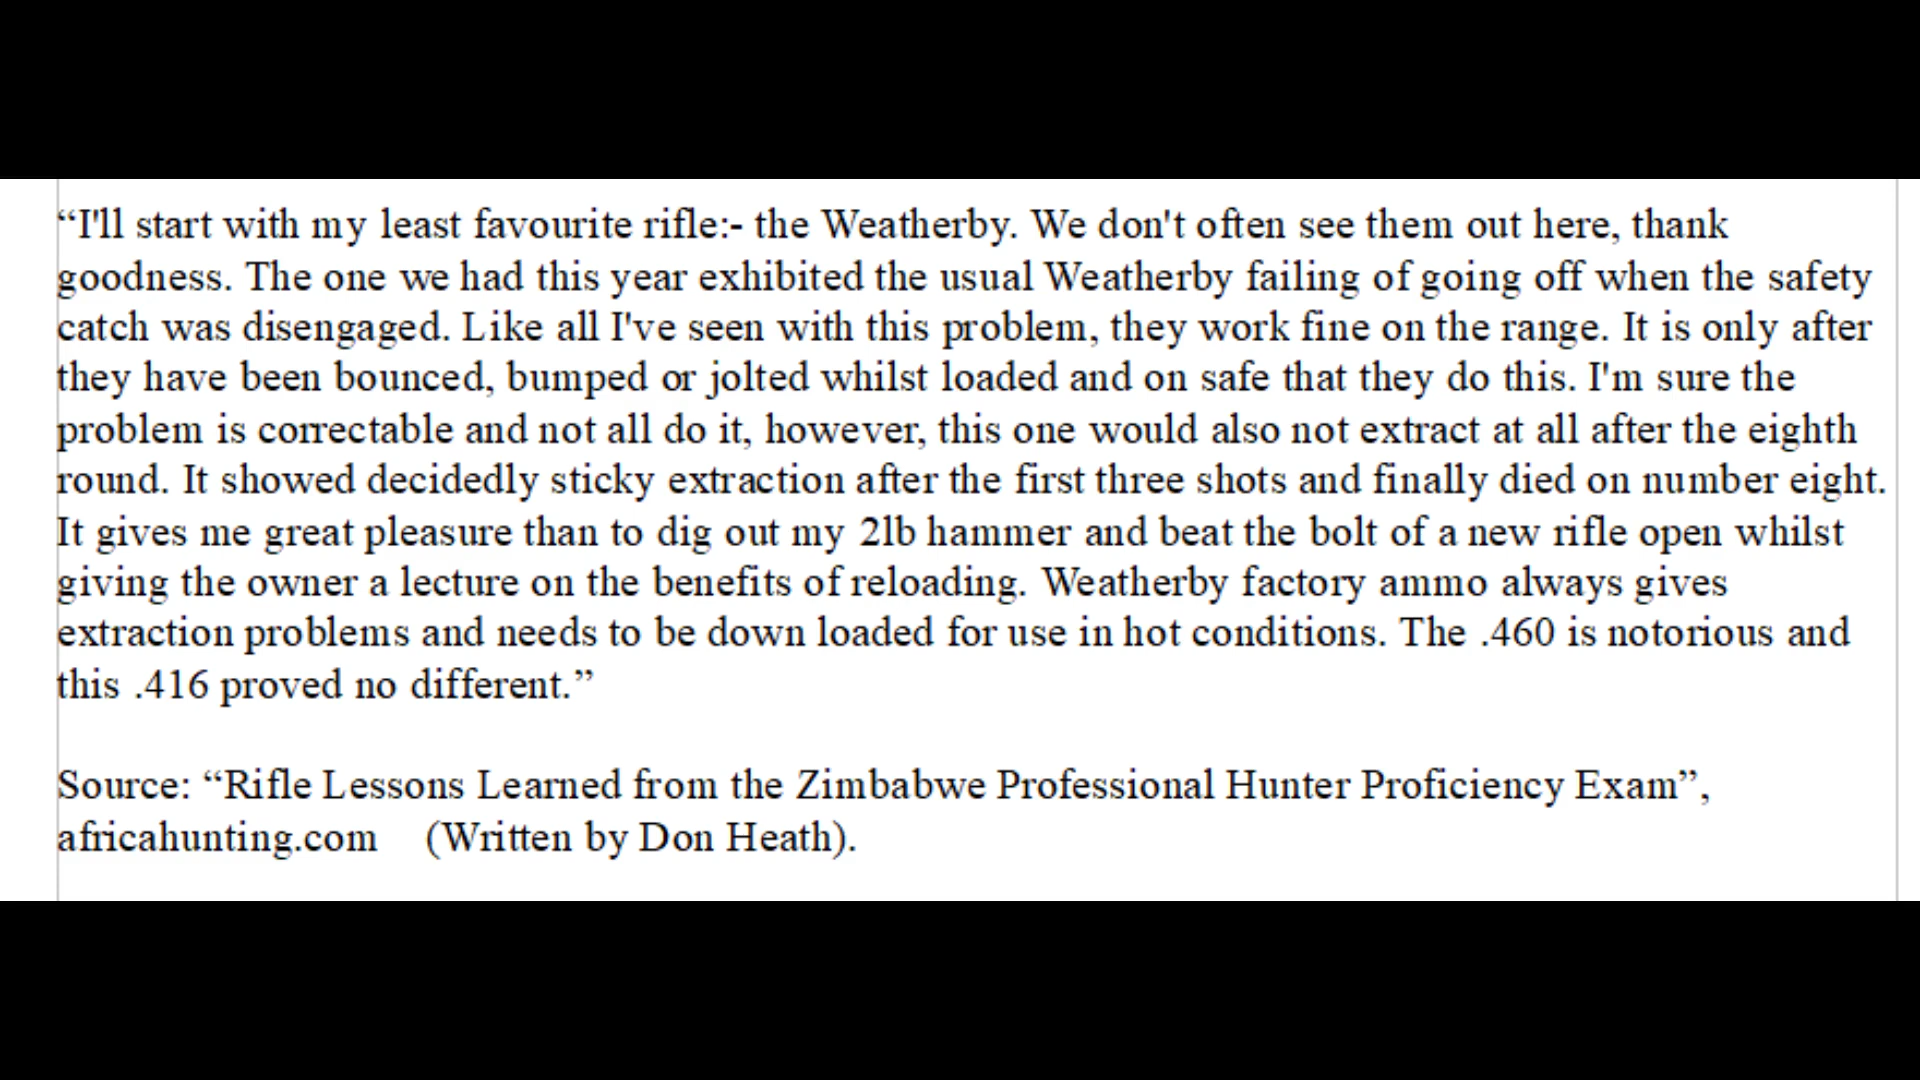 “I'll start with my least favourite rifle:- the Weatherby. We don't often see them out here, thank
goodness. The one we had this year exhibited the usual Weatherby failing of going off when the safety
catch was disengaged. Like all I've seen with this problem, they work fine on the range. It is only after
they have been bounced, bumped or jolted whilst loaded and on safe that they do this. I'm sure the
problem is correctable and not all do it, however, this one would also not extract at all after the eighth
round. It showed decidedly sticky extraction after the first three shots and finally died on number eight.
It gives me great pleasure than to dig out my 2lb hammer and beat the bolt of a new rifle open whilst
giving the owner a lecture on the benefits of reloading. Weatherby factory ammo always gives
extraction problems and needs to be down loaded for use in hot conditions. The .460 is notorious and
this .416 proved no different.”
Source: “Rifle Lessons Learned from the Zimbabwe Professional Hunter Proficiency Exam”,
africahunting.com (Written by Don Heath).